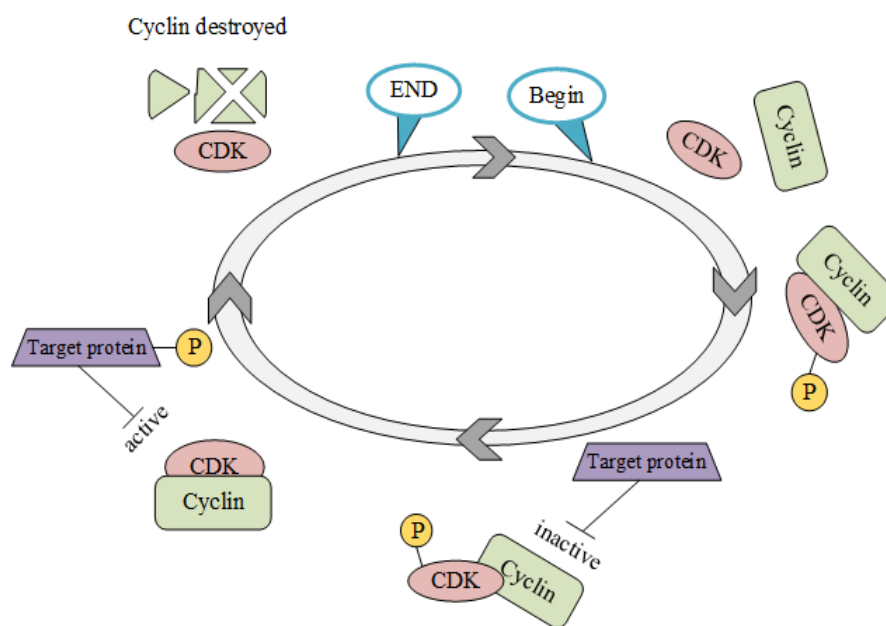 Cyclin destroyed
END
Begin
CDK
CDK
Cyclin
Cyclin
CDK
P
Target protein
P
active
Target protein
inactive
CDK
Cyclin
P
CDK
Cyclin